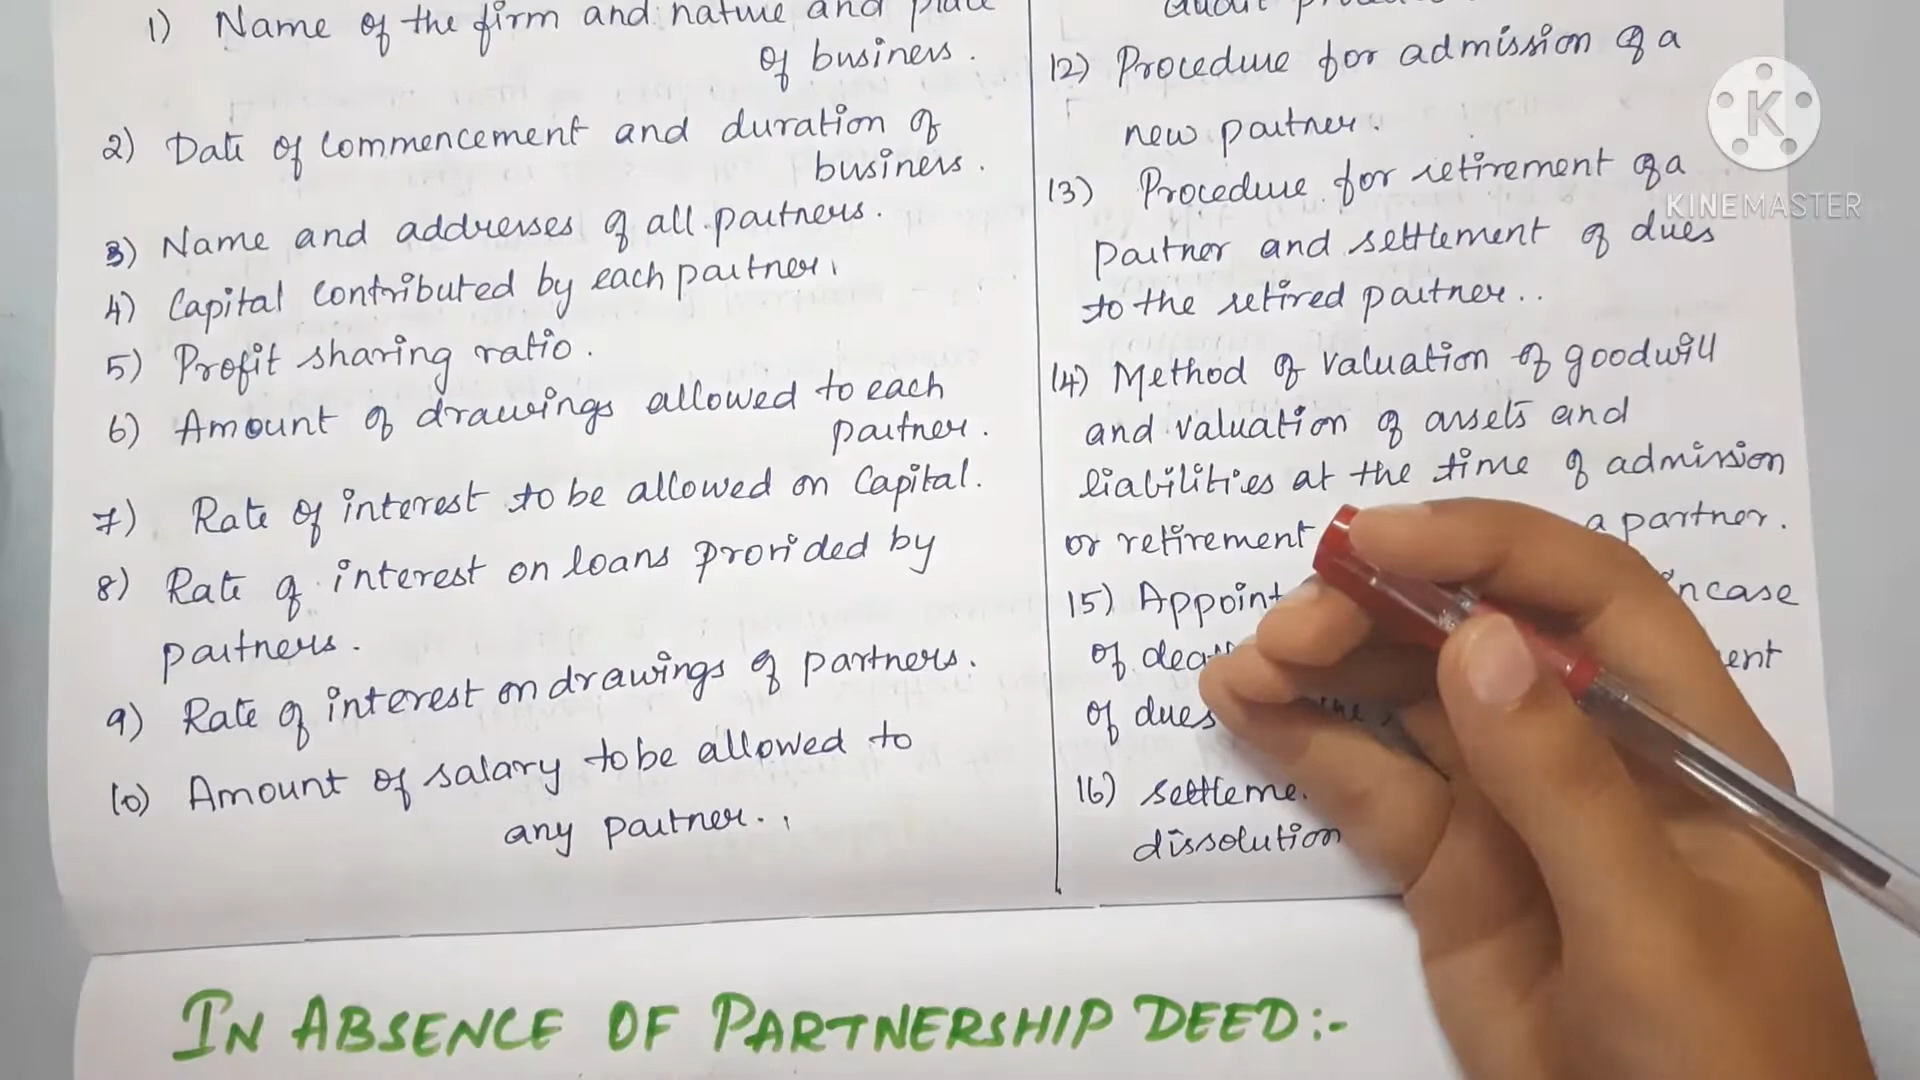 1) Name of the firm and nature and place
of business.
2) Date of commencement and duration of
business.
3) Name and addresses of all partners.
4) Capital contributed by each partner.
5) Profit sharing ratio.
6) Amount of drawings allowed to each
partner.
7) Rate of interest to be allowed on Capital.
8) Rate of interest on loans provided by
partners.
9) Rate of interest on drawings of partners.
10) Amount of salary to be allowed to
any partner.
12) Procedure for admission of a
new partner.
13) Procedure for retirement of a
partner and settlement of dues
to the retired partner..
14) Method of valuation of goodwill
and valuation of assets and
liabilities at the time of admission
or retirement a partner.
15) incase
of
of dues
16)
dissolution
IN ABSENCE OF PARTNERSHIP DEED:-
K
KINEMASTER